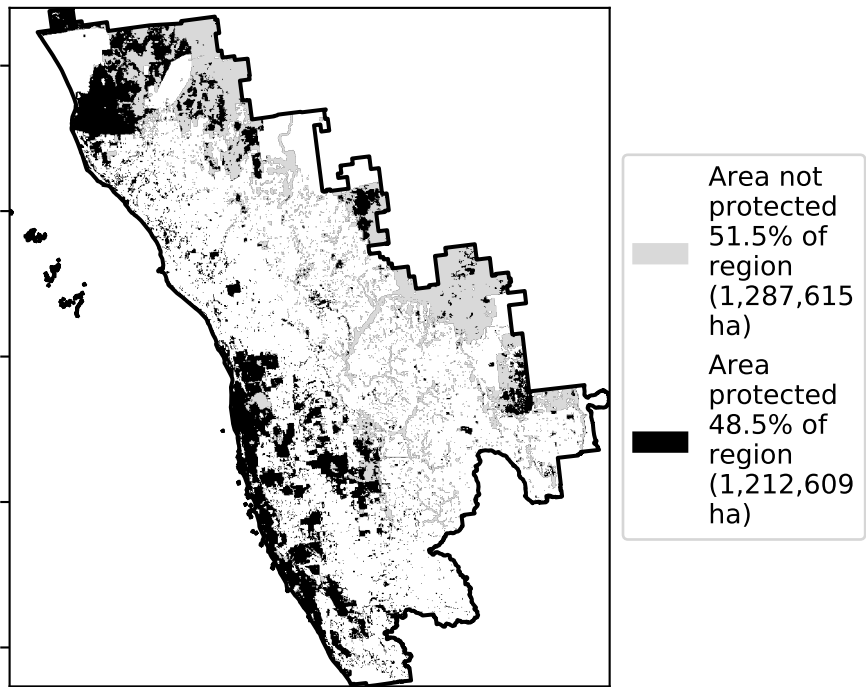 Area not
protected
51.5% of
region
(1,287,615
ha)
Area
protected
48.5% of
region
(1,212,609
ha)